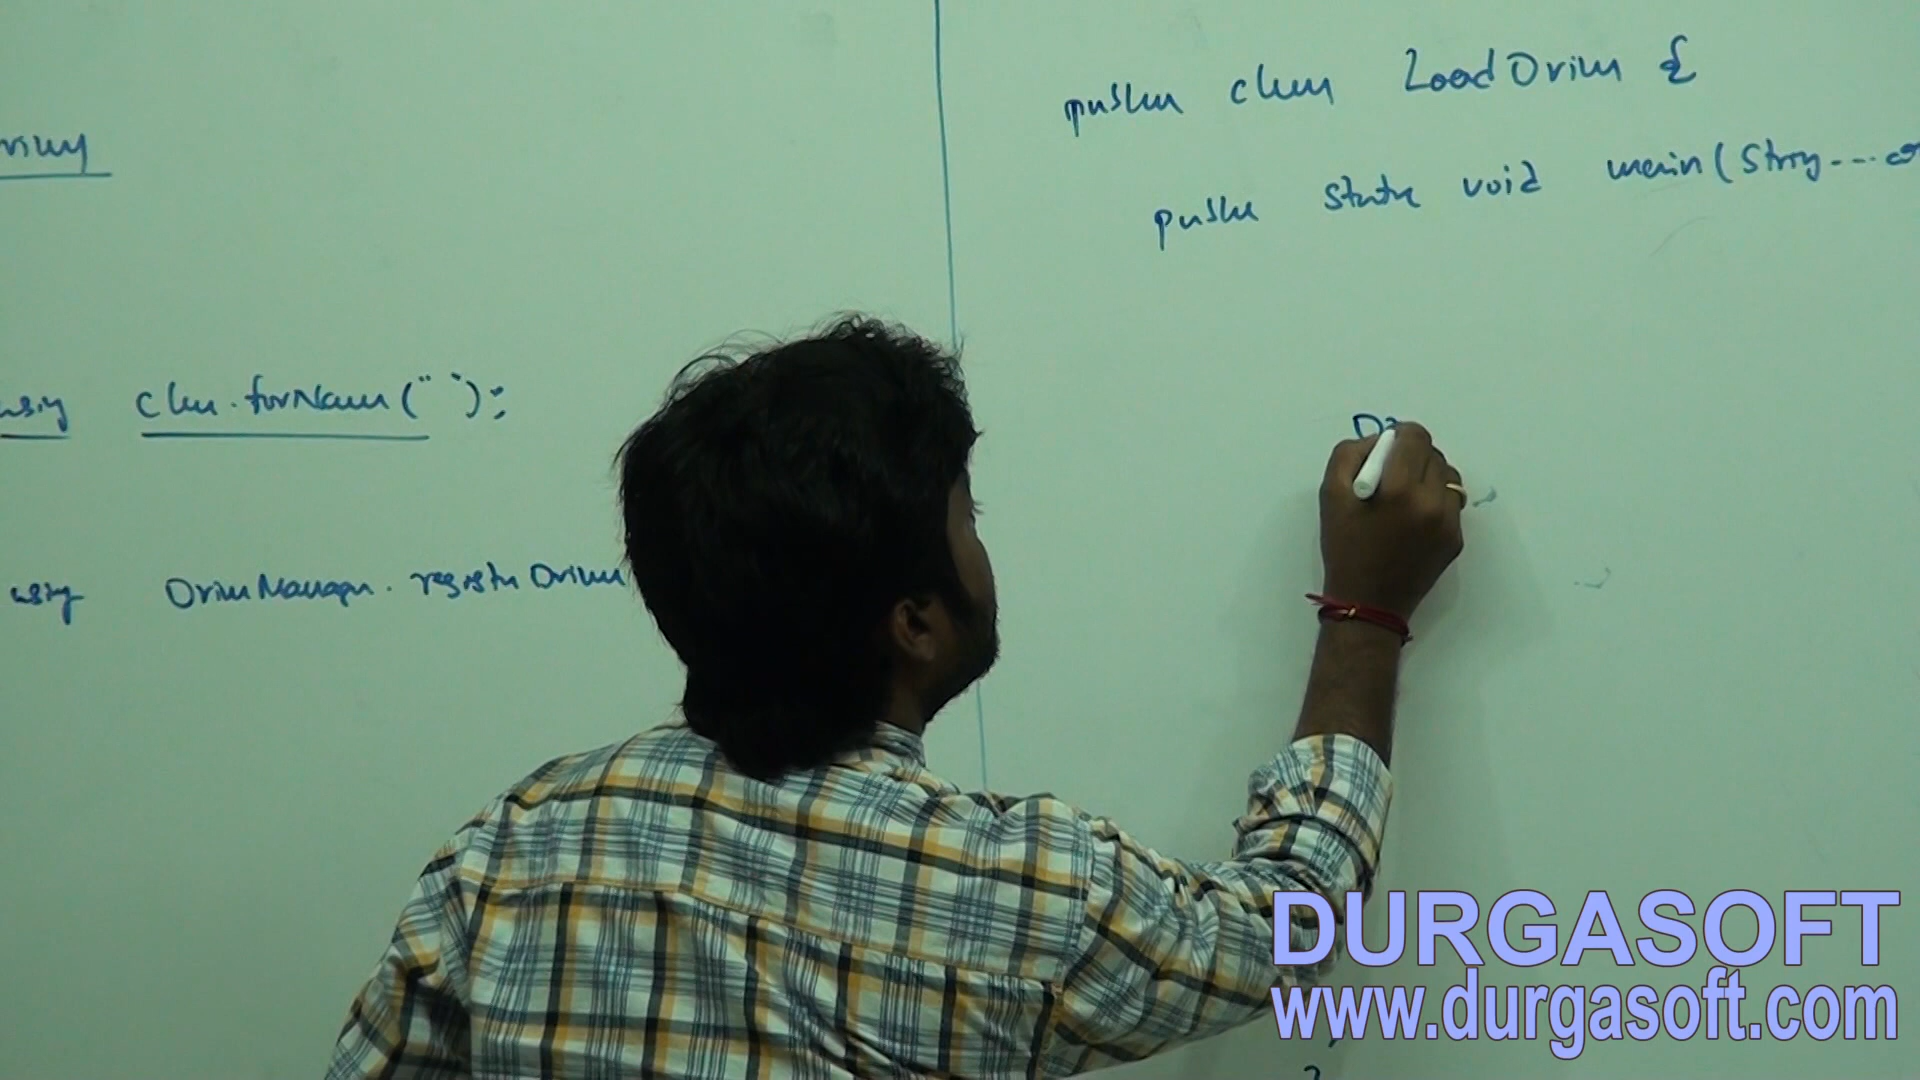 using Class.forName(" ");
using DriverManager.registerDriver
public class LoadDriver {
public static void main(String...
DURGASOFT
www.durgasoft.com